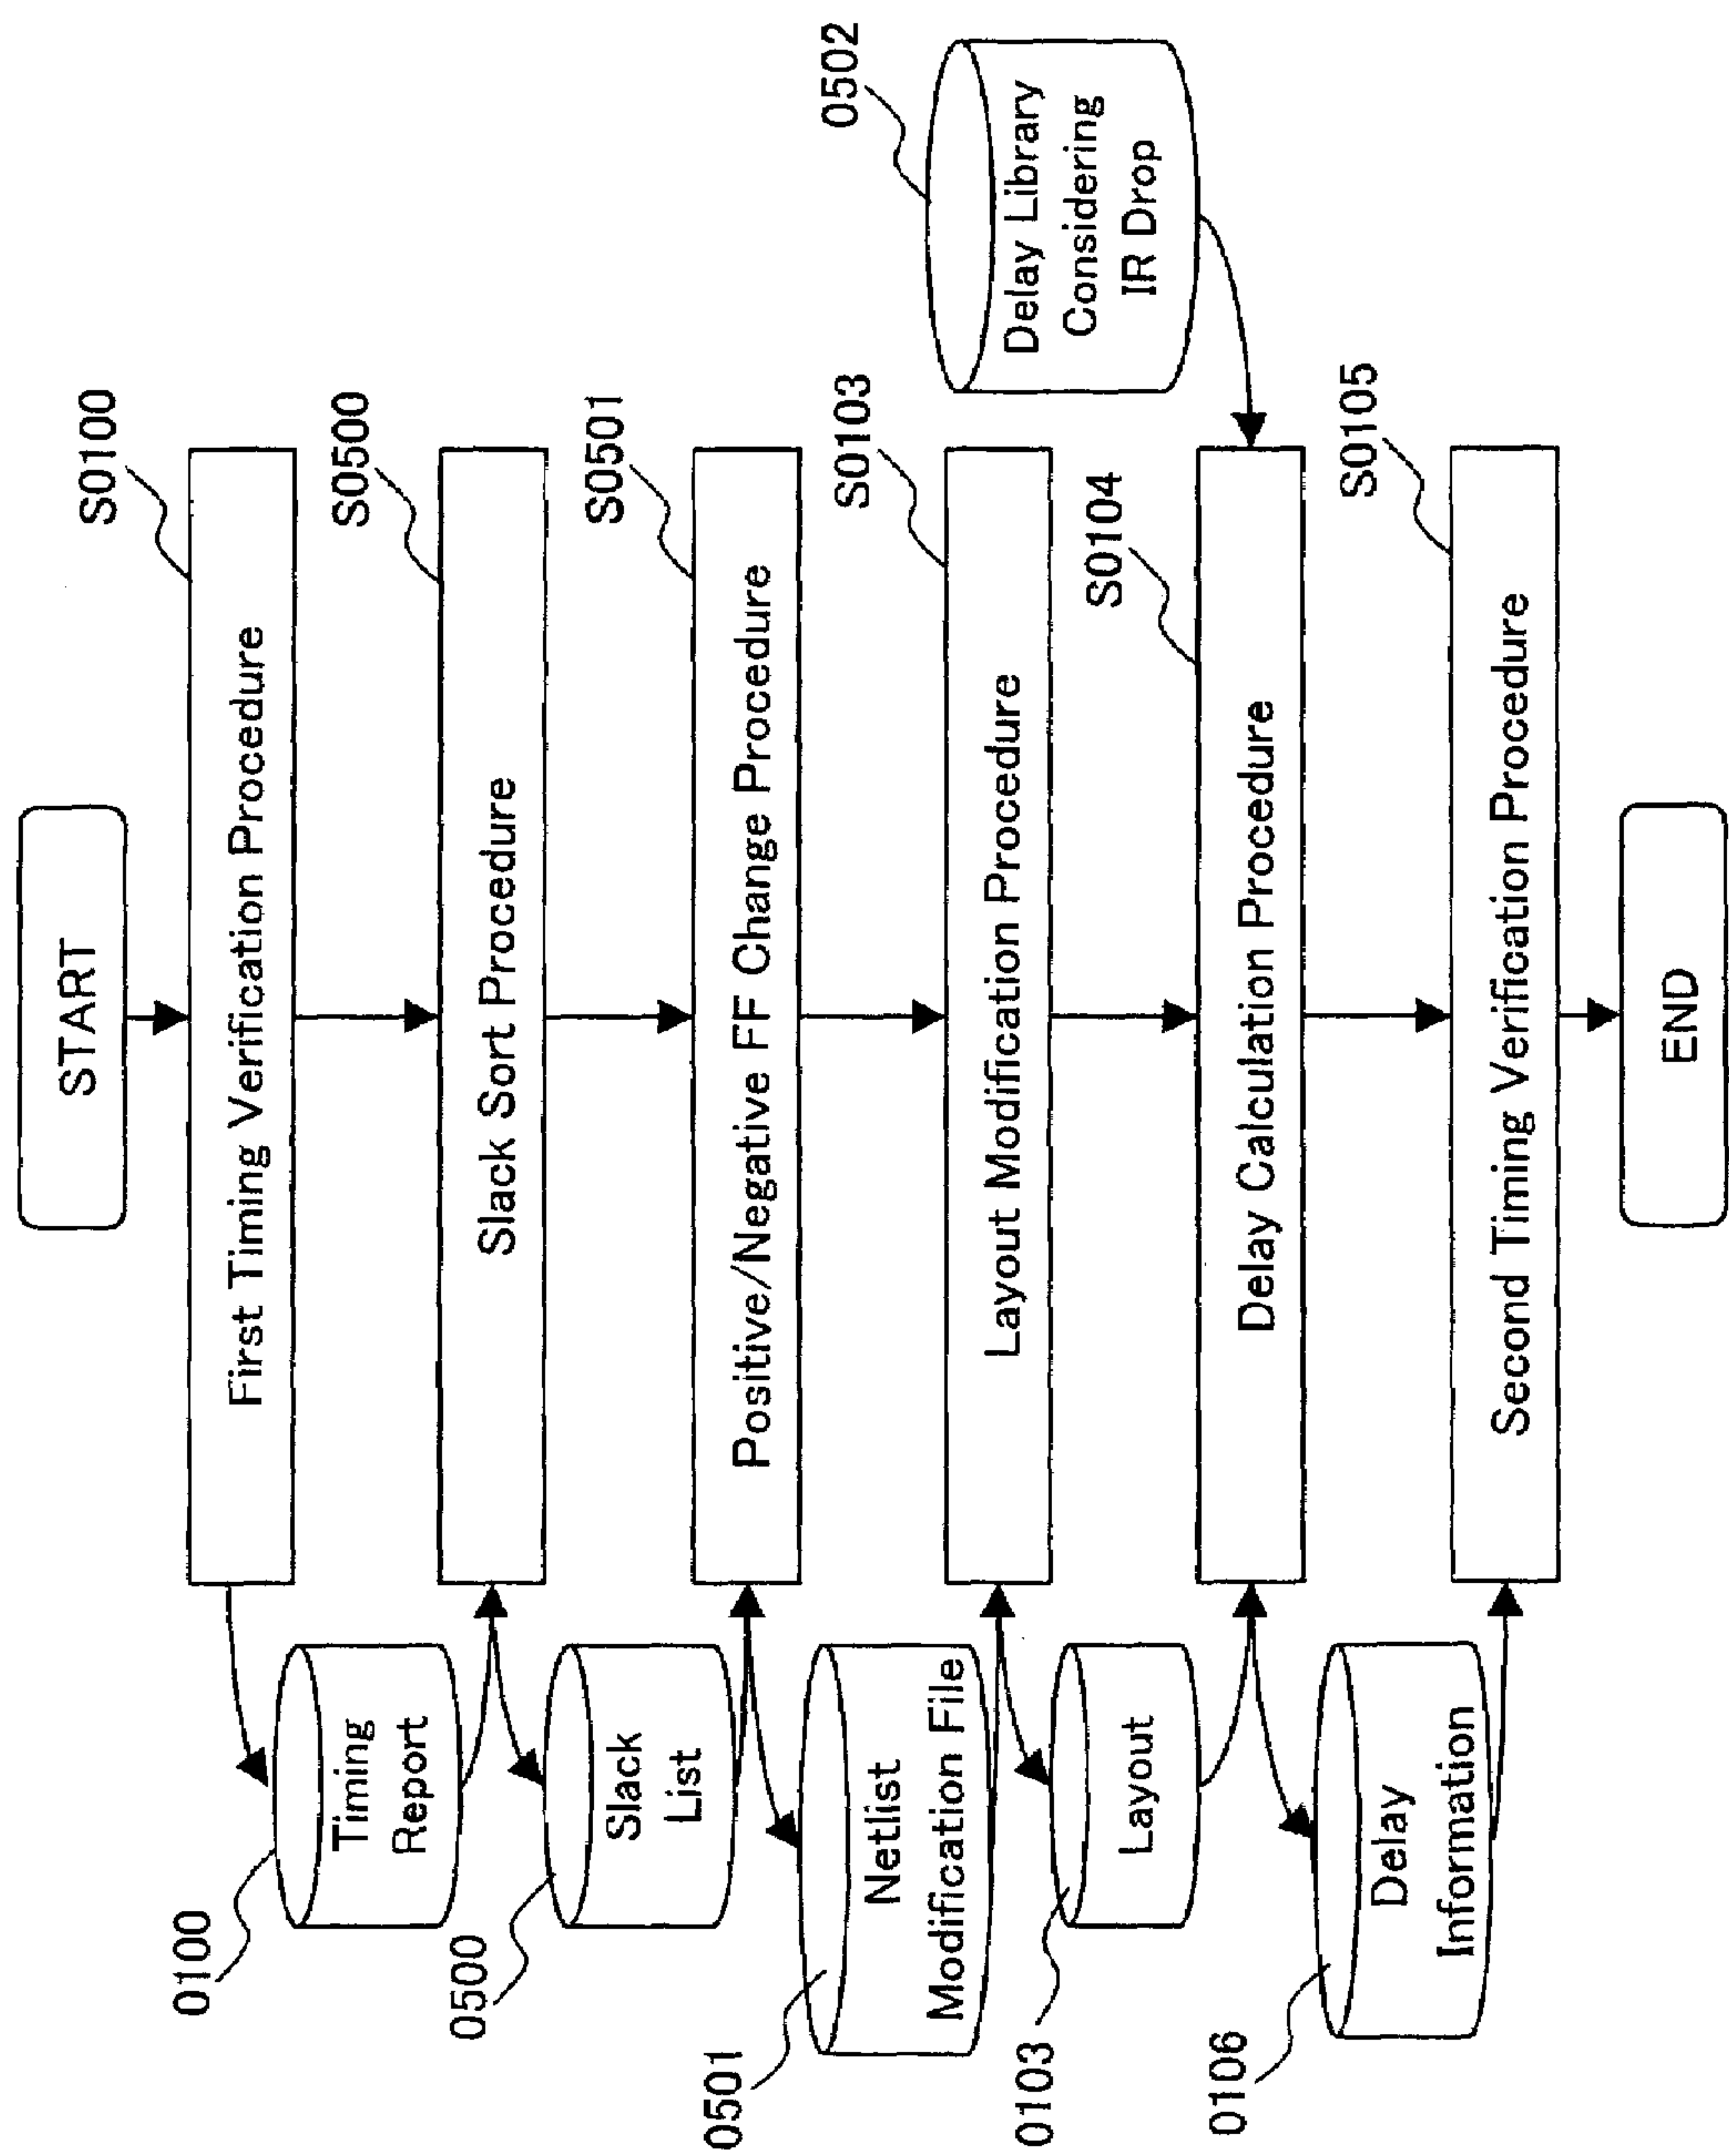 START
S0100
First Timing Verification Procedure
0100
Timing
Report
S0500
Slack Sort Procedure
0500
Slack
List
S0501
Positive/Negative FF Change Procedure
0501
Netlist
Modification File
S0103
Layout Modification Procedure
0103
Layout
0502
Delay Library
Considering
IR Drop
S0104
Delay Calculation Procedure
0106
Delay
Information
S0105
Second Timing Verification Procedure
END